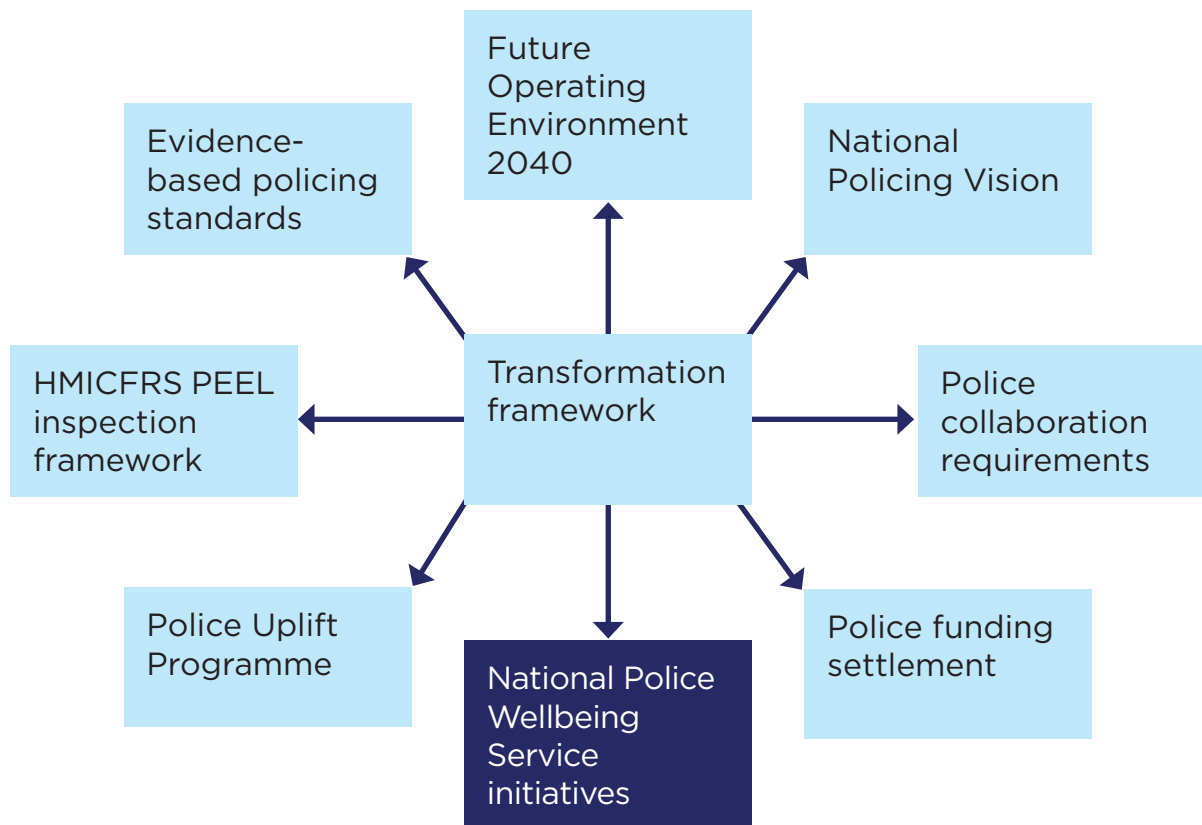 Future
Operating
Environment
2040
Evidence-
based policing
standards
National
Policing Vision
HMICFRS PEEL
inspection
framework
Transformation
framework
Police
collaboration
requirements
Police Uplift
Programme
National Police
Wellbeing
Service
initiatives
Police funding
settlement